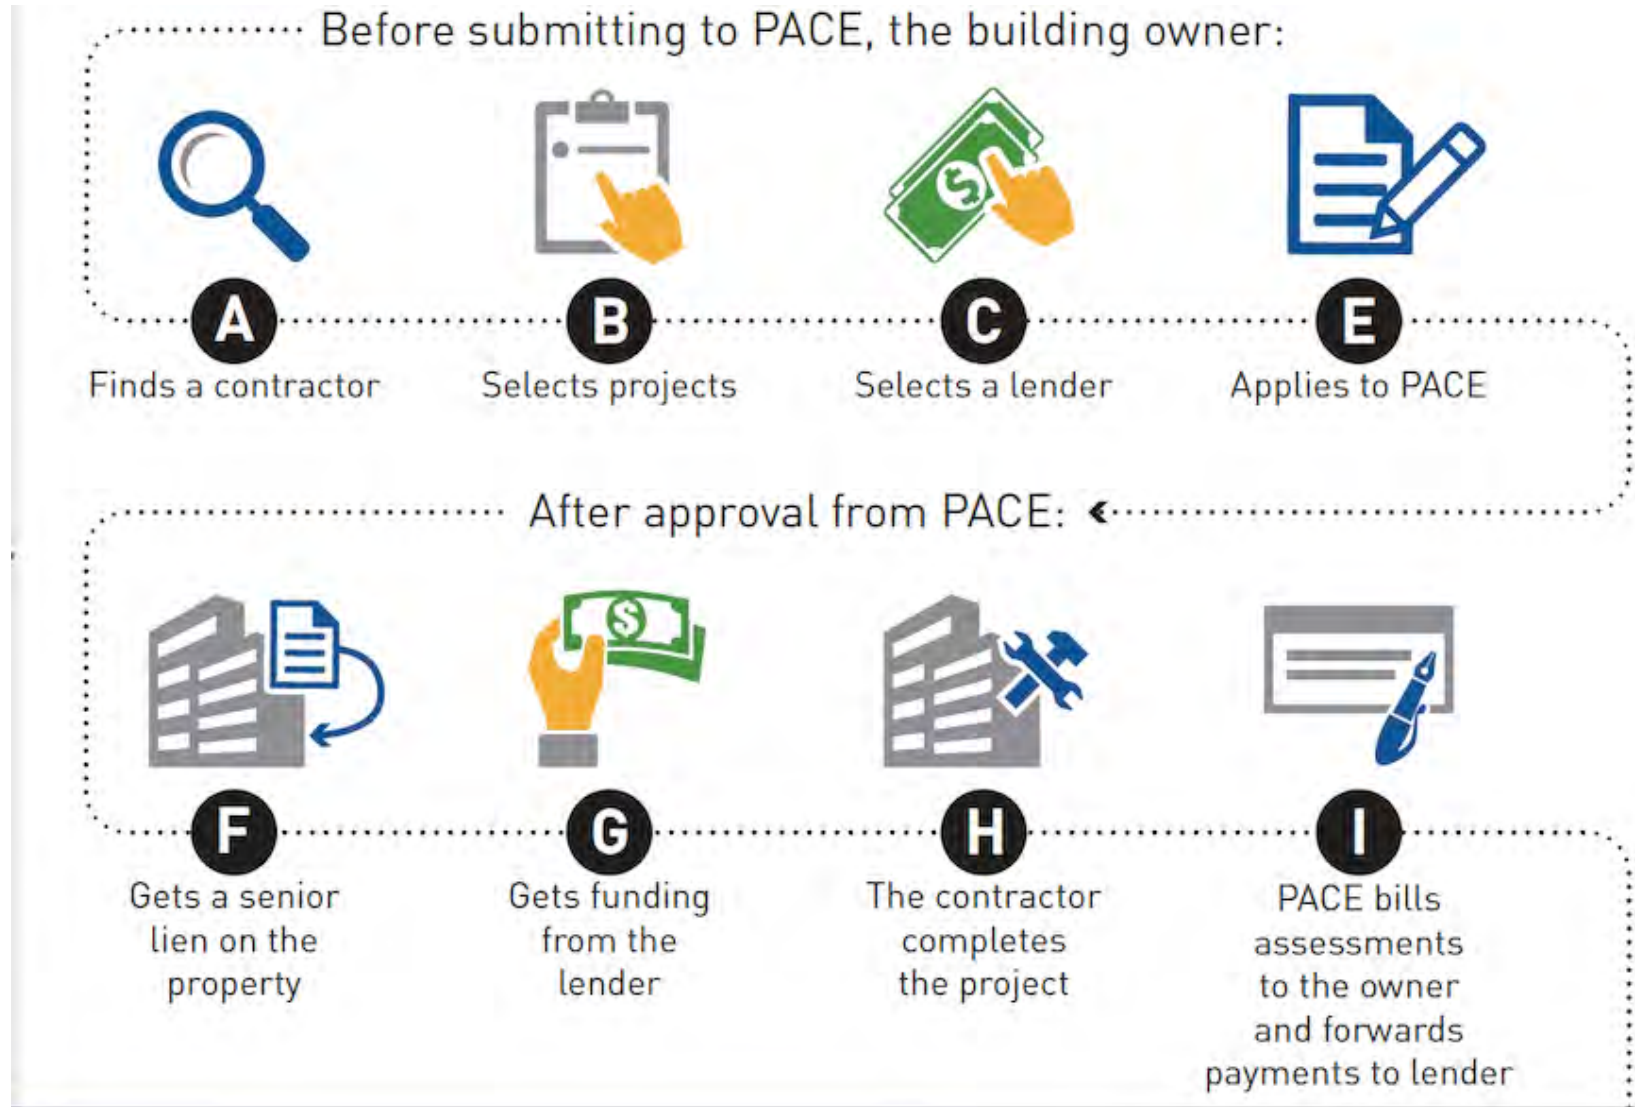 Before submitting to PACE, the building owner:
A
B
C
E
Finds a contractor
Selects projects
Selects a lender
Applies to PACE
After approval from PACE:
F
G
H
I
Gets a senior
lien on the
property
Gets funding
from the
lender
The contractor
completes
the project
PACE bills
assessments
to the owner
and forwards
payments to lender
$
$